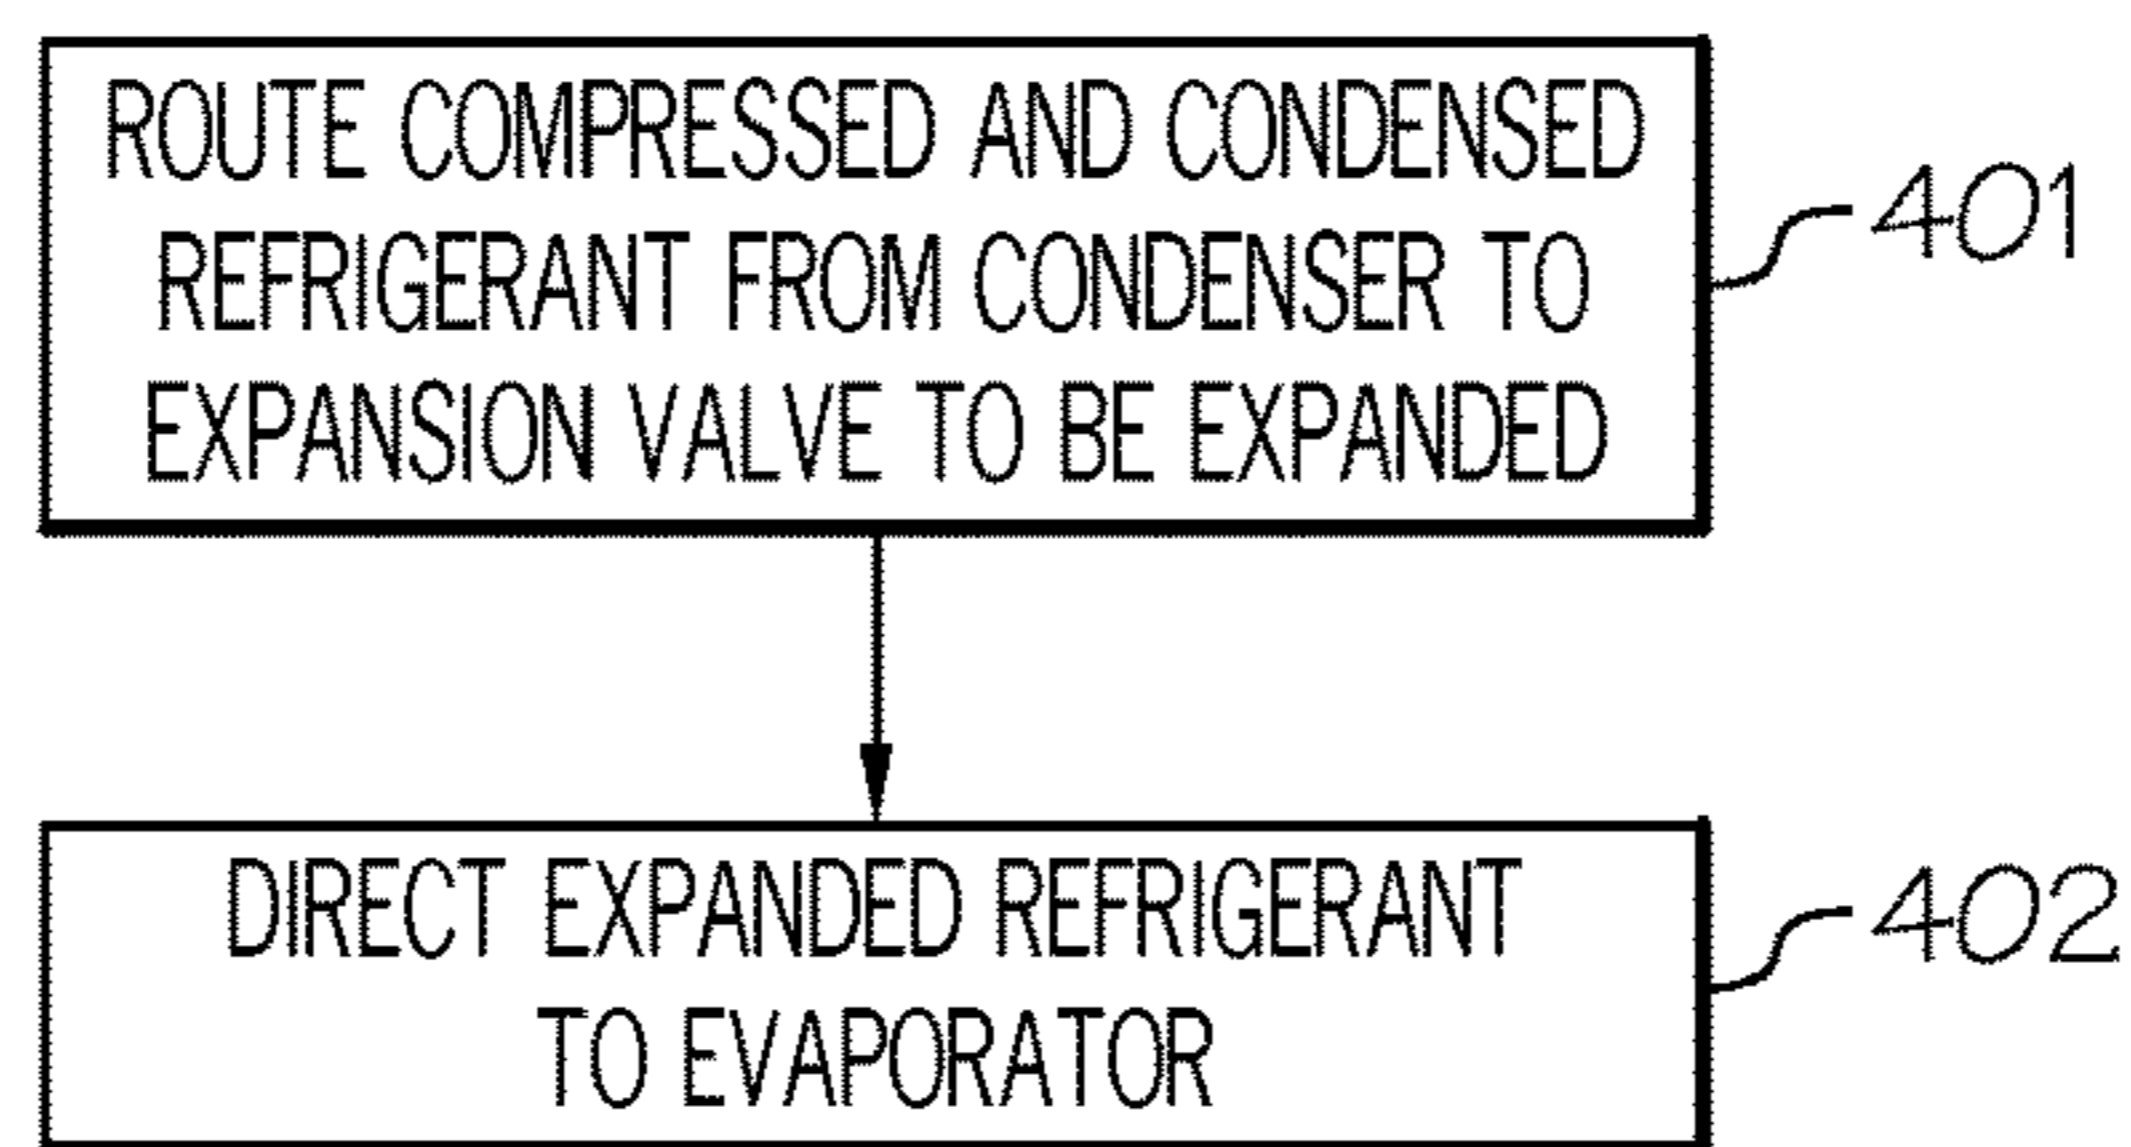 ROUTE COMPRESSED AND CONDENSED
REFRIGERANT FROM CONDENSER TO
EXPANSION VALVE TO BE EXPANDED
401
DIRECT EXPANDED REFRIGERANT
TO EVAPORATOR
402